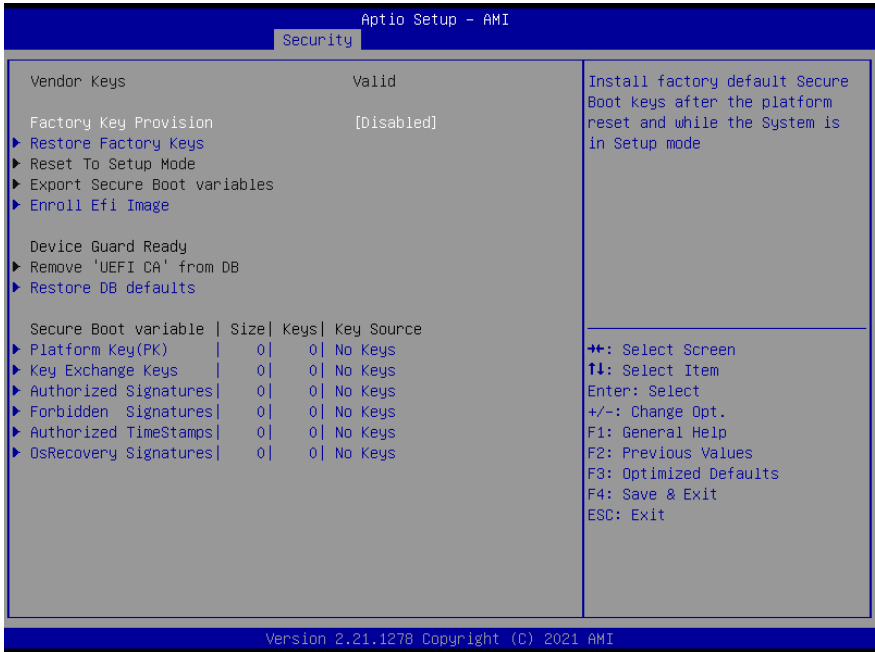 Aptio Setup - AMI
Security
Vendor Keys Valid
Factory Key Provision [Disabled]
Restore Factory Keys
Reset To Setup Mode
Export Secure Boot variables
Enroll Efi Image
Device Guard Ready
Remove 'UEFI CA' from DB
Restore DB defaults
Secure Boot variable | Size| Keys| Key Source
Platform Key(PK) | 0| 0| No Keys
Key Exchange Keys | 0| 0| No Keys
Authorized Signatures| 0| 0| No Keys
Forbidden Signatures| 0| 0| No Keys
Authorized TimeStamps| 0| 0| No Keys
OsRecovery Signatures| 0| 0| No Keys
Install factory default Secure
Boot keys after the platform
reset and while the System is
in Setup mode
→←: Select Screen
↑↓: Select Item
Enter: Select
+/-: Change Opt.
F1: General Help
F2: Previous Values
F3: Optimized Defaults
F4: Save & Exit
ESC: Exit
Version 2.21.1278 Copyright (C) 2021 AMI